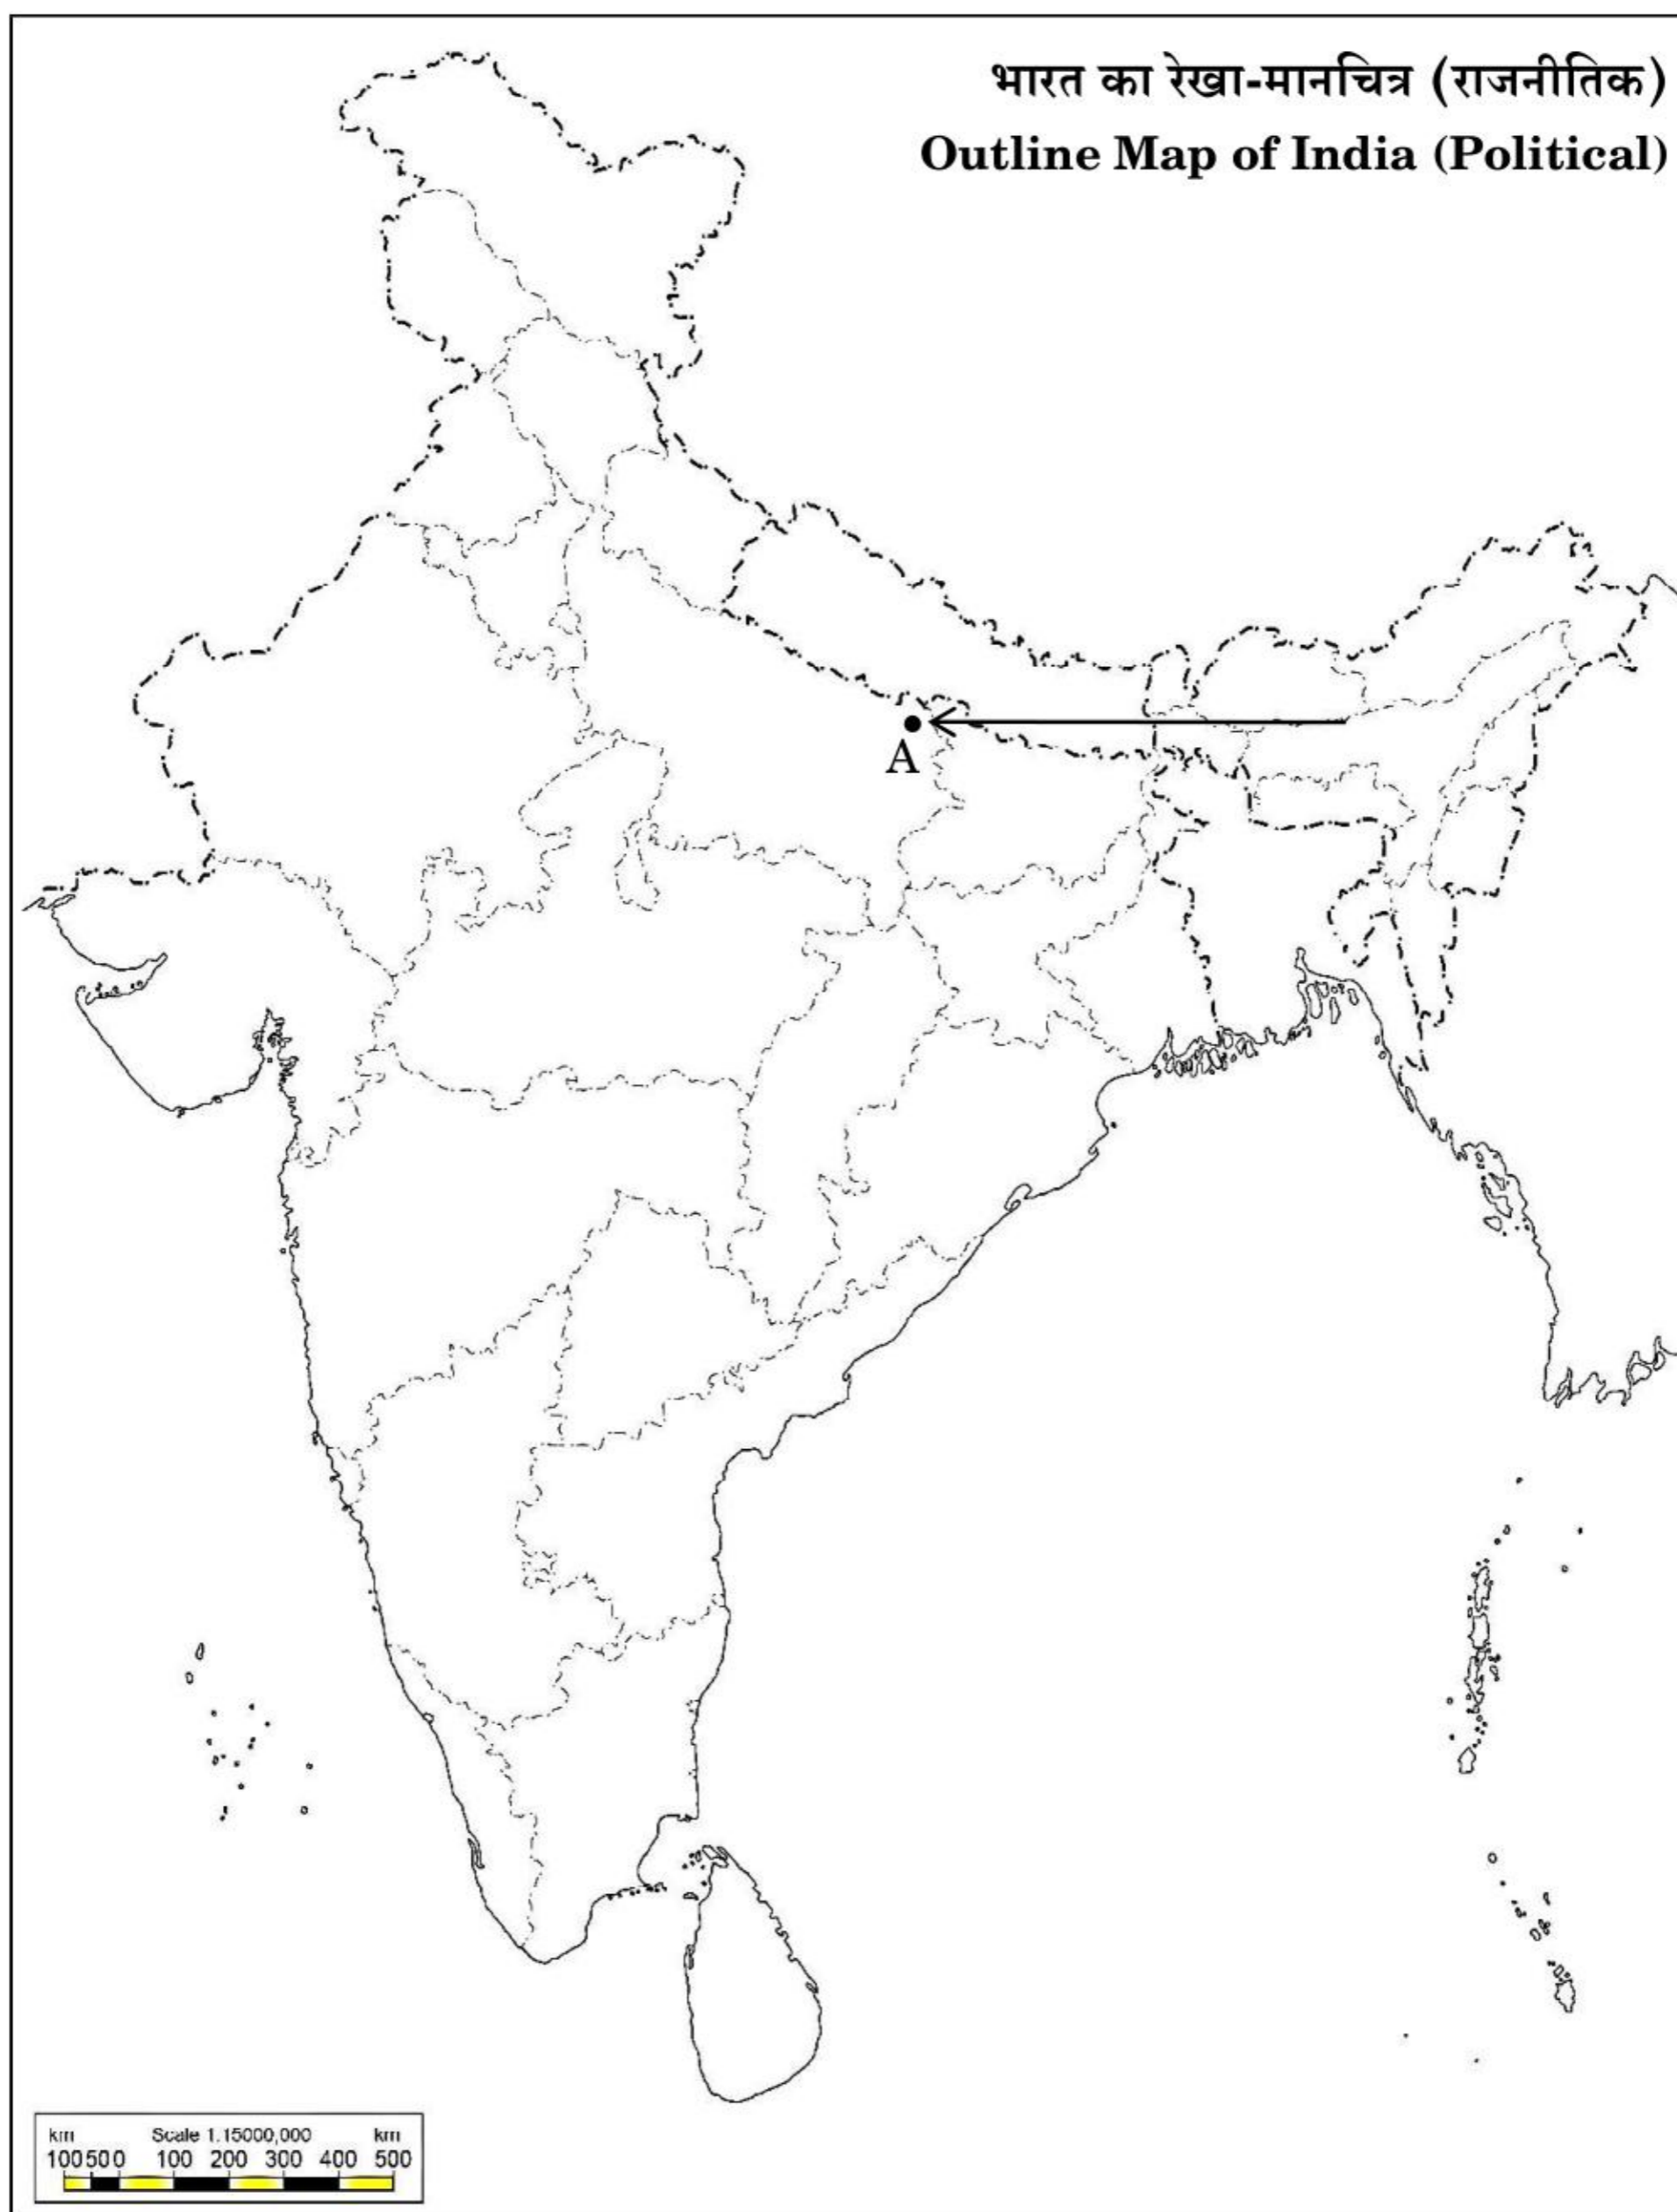 भारत का रेखा-मानचित्र (राजनीतिक)
Outline Map of India (Political)
A
km Scale 1.15000,000 km
100 50 0 100 200 300 400 500